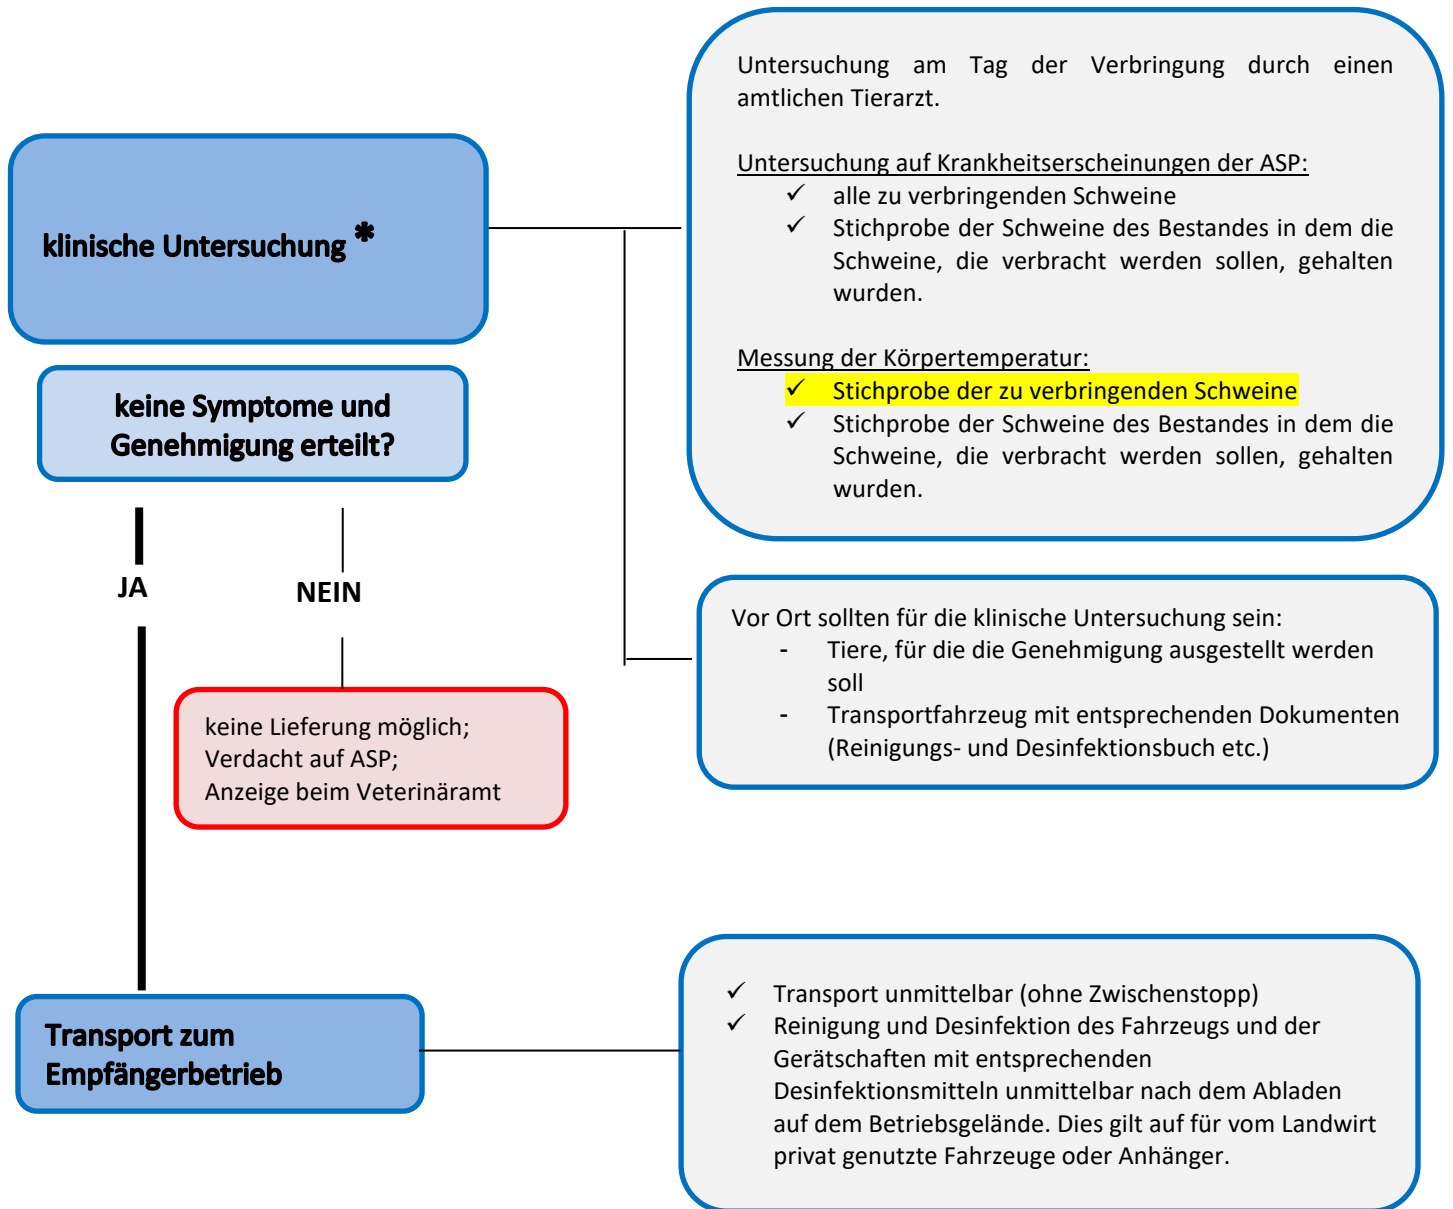 klinische Untersuchung *
Untersuchung am Tag der Verbringung durch einen
amtlichen Tierarzt.
Untersuchung auf Krankheitserscheinungen der ASP:
✓ alle zu verbringenden Schweine
✓ Stichprobe der Schweine des Bestandes in dem die
Schweine, die verbracht werden sollen, gehalten
wurden.
Messung der Körpertemperatur:
✓ Stichprobe der zu verbringenden Schweine
✓ Stichprobe der Schweine des Bestandes in dem die
Schweine, die verbracht werden sollen, gehalten
wurden.
keine Symptome und
Genehmigung erteilt?
JA
NEIN
Vor Ort sollten für die klinische Untersuchung sein:
- Tiere, für die die Genehmigung ausgestellt werden
soll
- Transportfahrzeug mit entsprechenden Dokumenten
(Reinigungs- und Desinfektionsbuch etc.)
keine Lieferung möglich;
Verdacht auf ASP;
Anzeige beim Veterinäramt
Transport zum
Empfängerbetrieb
✓ Transport unmittelbar (ohne Zwischenstopp)
✓ Reinigung und Desinfektion des Fahrzeugs und der
Gerätschaften mit entsprechenden
Desinfektionsmitteln unmittelbar nach dem Abladen
auf dem Betriebsgelände. Dies gilt auf für vom Landwirt
privat genutzte Fahrzeuge oder Anhänger.